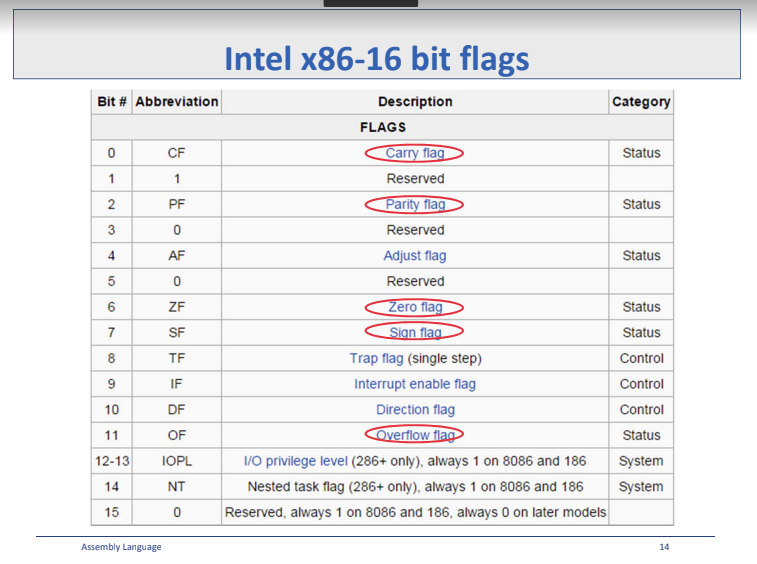 Intel x86-16 bit flags
Bit # Abbreviation Description Category
FLAGS
0 CF Carry flag Status
1 1 Reserved
2 PF Parity flag Status
3 0 Reserved
4 AF Adjust flag Status
5 0 Reserved
6 ZF Zero flag Status
7 SF Sign flag Status
8 TF Trap flag (single step) Control
9 IF Interrupt enable flag Control
10 DF Direction flag Control
11 OF Overflow flag Status
12-13 IOPL I/O privilege level (286+ only), always 1 on 8086 and 186 System
14 NT Nested task flag (286+ only), always 1 on 8086 and 186 System
15 0 Reserved, always 1 on 8086 and 186, always 0 on later models
Assembly Language 14